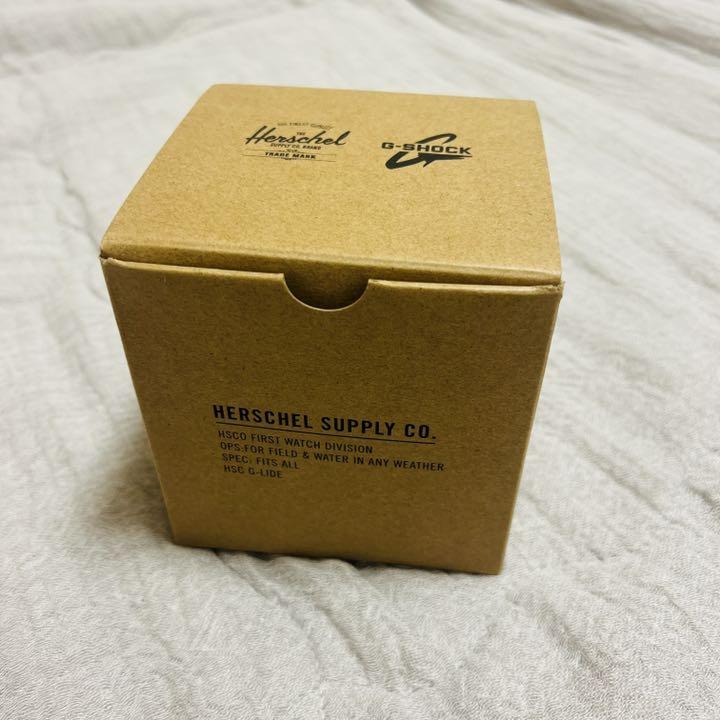 THE
Herschel
SUPPLY CO. BRAND
TRADE MARK
G-SHOCK
HERSCHEL SUPPLY CO.
HSCO FIRST WATCH DIVISION
OPS:FOR FIELD & WATER IN ANY WEATHER
SPEC: FITS ALL
HSC G-LIDE